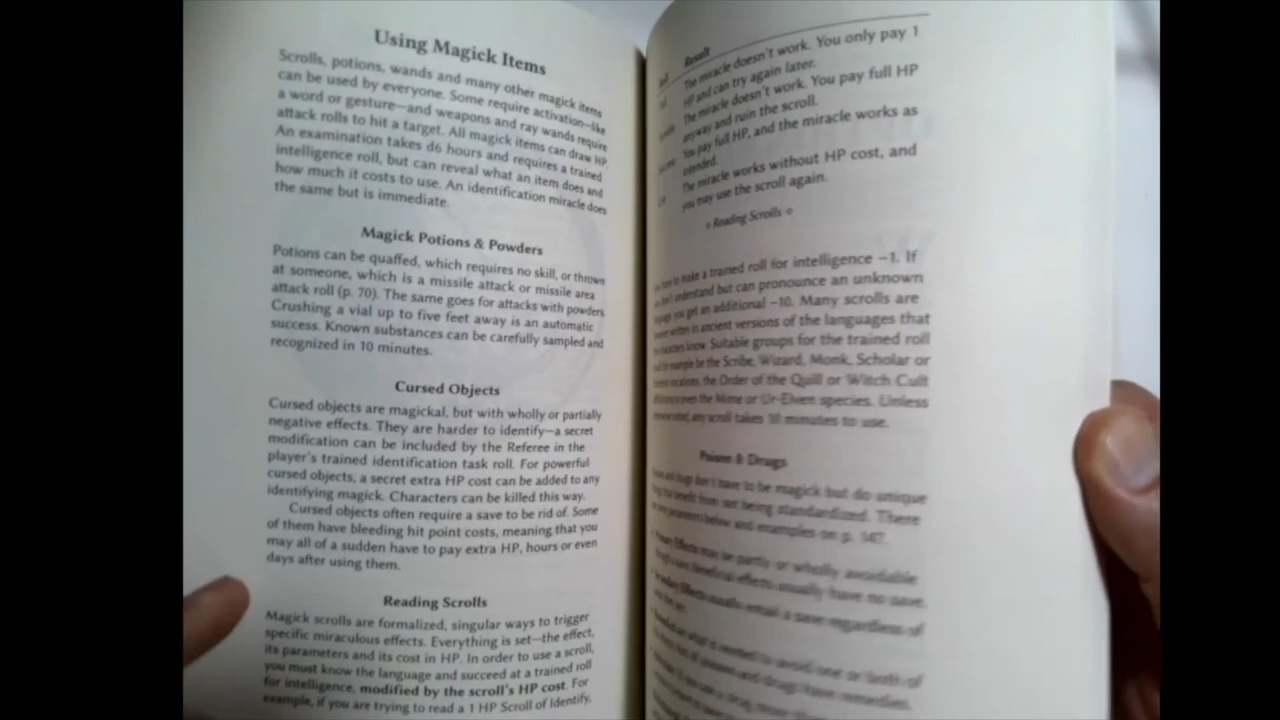 Using Magick Items
Scrolls, potions, wands and many other magick items
can be used by everyone. Some require activation—like
a word or gesture—and weapons and ray wands require
attack rolls to hit a target. All magick items can draw HP.
An examination takes d6 hours and requires a trained
intelligence roll, but can reveal what an item does and
how much it costs to use. An identification miracle does
the same but is immediate.
Magick Potions & Powders
Potions can be quaffed, which requires no skill, or thrown
at someone, which is a missile attack or missile area
attack roll (p. 70). The same goes for attacks with powders.
Crushing a vial up to five feet away is an automatic
success. Known substances can be carefully sampled and
recognized in 10 minutes.
Cursed Objects
Cursed objects are magickal, but with wholly or partially
negative effects. They are harder to identify—a secret
modification can be included by the Referee in the
player's trained identification task roll. For powerful
cursed objects, a secret extra HP cost can be added to any
identifying magick. Characters can be killed this way.
Cursed objects often require a save to be rid of. Some
of them have bleeding hit point costs, meaning that you
may all of a sudden have to pay extra HP, hours or even
days after using them.
Reading Scrolls
Magick scrolls are formalized, singular ways to trigger
specific miraculous effects. Everything is set—the effect,
its parameters and its cost in HP. In order to use a scroll,
you must know the language and succeed at a trained roll
for intelligence, modified by the scroll's HP cost. For
example, if you are trying to read a 1 HP Scroll of Identify,
Result
The miracle doesn't work. You only pay 1
HP and can try again later.
The miracle doesn't work. You pay full HP
anyway and ruin the scroll.
You pay full HP, and the miracle works as
intended.
The miracle works without HP cost, and
you may use the scroll again.
Reading Scrolls
have to make a trained roll for intelligence −1. If
don't understand but can pronounce an unknown
you get an additional −10. Many scrolls are
written in ancient versions of the languages that
know. Suitable groups for the trained roll
example be the Scribe, Wizard, Monk, Scholar or
vocations, the Order of the Quill or Witch Cult
or even the Mime or Ur-Elven species. Unless
noted, any scroll takes 10 minutes to use.
Poison & Drugs
and drugs don't have to be magick but do unique
benefit from not being standardized. There
parameters below and examples on p. 147.
Primary Effects may be partly or wholly avoidable
beneficial effects usually have no save.
Effects usually entail a save regardless of
what is needed to avoid one or both of
of poisons and drugs have remedies.